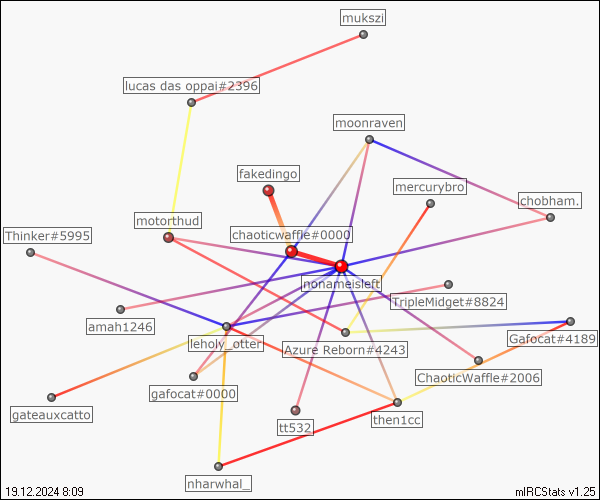 mukszi
lucas das oppai#2396
moonraven
fakedingo
mercurybro
chobham.
motorthud
Thinker#5995
chaoticwaffle#0000
nonameisleft
TripleMidget#8824
amah1246
leholy_otter
Azure Reborn#4243
Gafocat#4189
ChaoticWaffle#2006
gafocat#0000
gateauxcatto
then1cc
tt532
nharwhal_
19.12.2024 8:09
mIRCStats v1.25